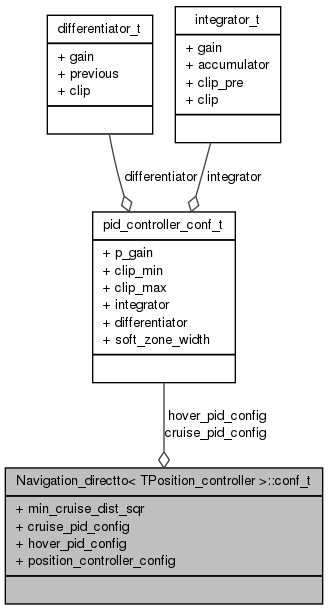 differentiator_t
+ gain
+ previous
+ clip
integrator_t
+ gain
+ accumulator
+ clip_pre
+ clip
differentiator
integrator
pid_controller_conf_t
+ p_gain
+ clip_min
+ clip_max
+ integrator
+ differentiator
+ soft_zone_width
hover_pid_config
cruise_pid_config
Navigation_directto< TPosition_controller >::conf_t
+ min_cruise_dist_sqr
+ cruise_pid_config
+ hover_pid_config
+ position_controller_config